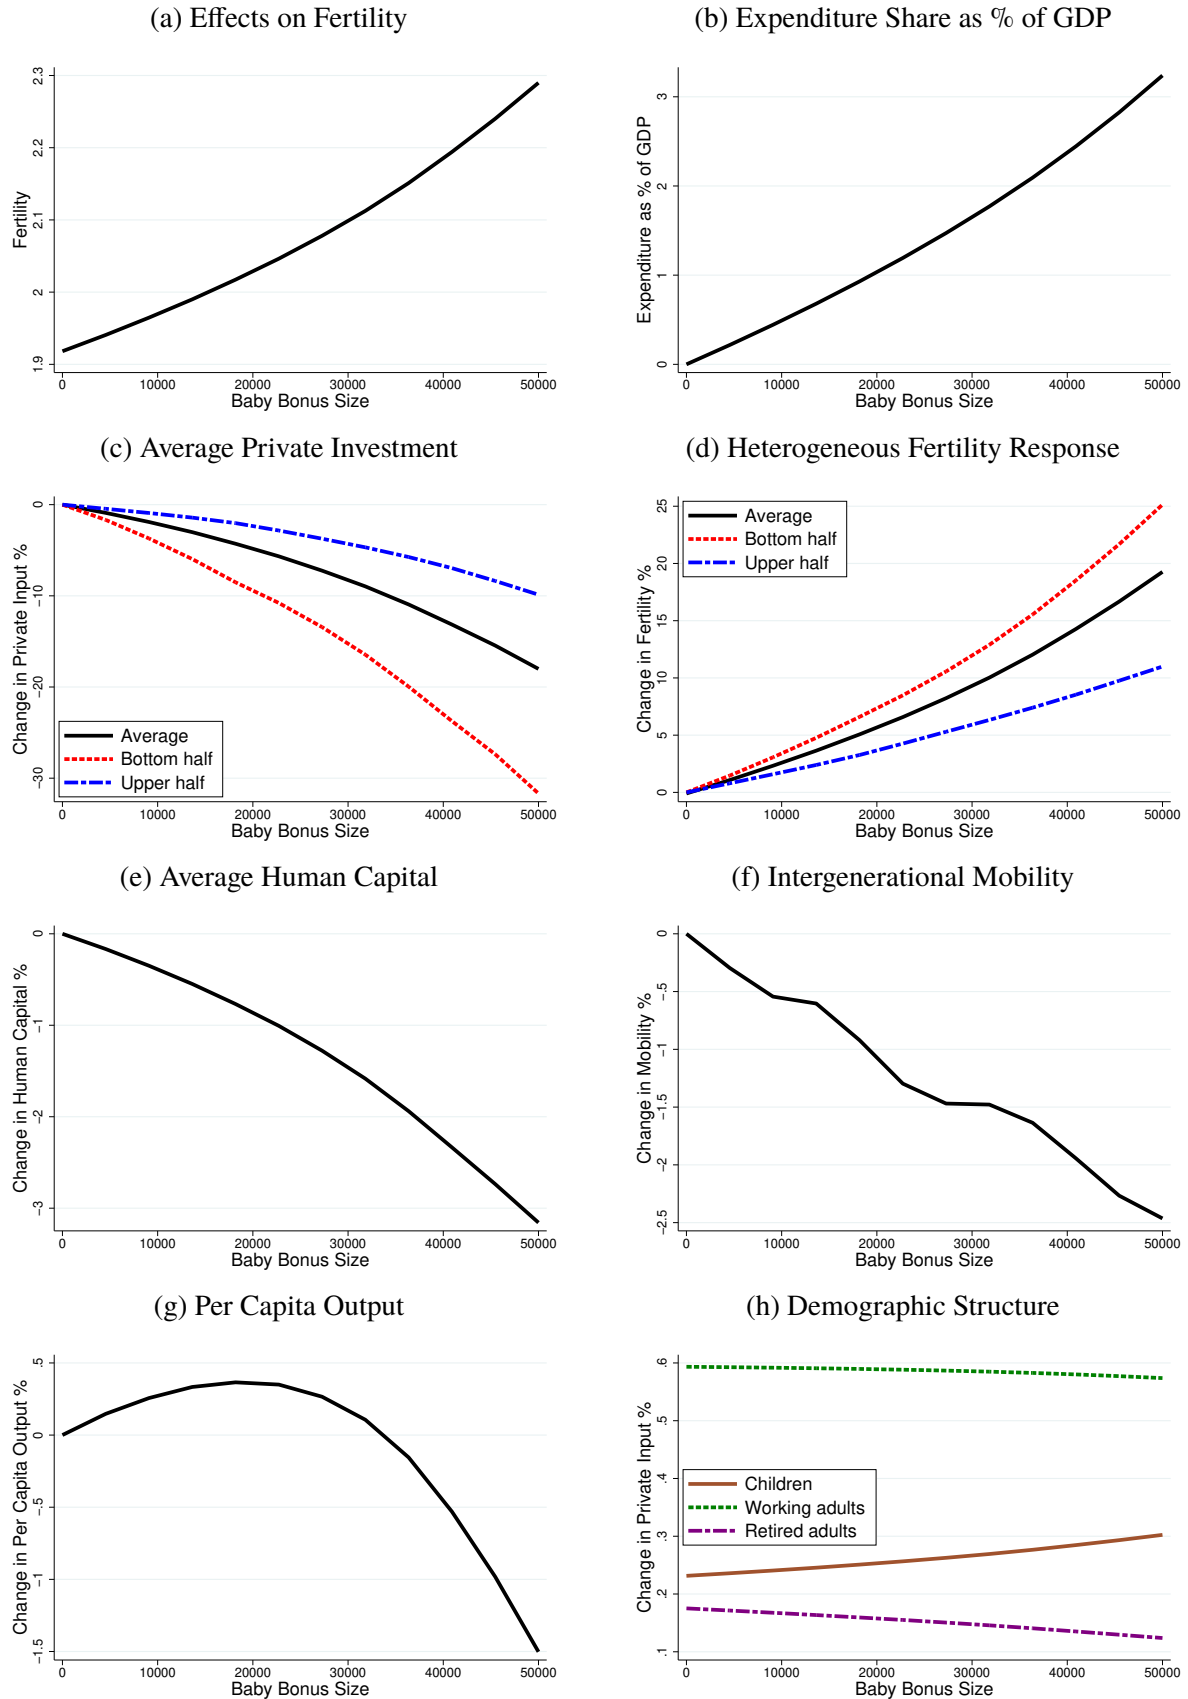 (a) Effects on Fertility
Fertility
2.3
2.2
2.1
2
1.9
0 10000 20000 30000 40000 50000
Baby Bonus Size
(b) Expenditure Share as % of GDP
Expenditure as % of GDP
3
2
1
0
0 10000 20000 30000 40000 50000
Baby Bonus Size
(c) Average Private Investment
Change in Private Input %
0
-10
-20
-30
Average
Bottom half
Upper half
0 10000 20000 30000 40000 50000
Baby Bonus Size
(d) Heterogeneous Fertility Response
Change in Fertility %
25
20
15
10
5
0
Average
Bottom half
Upper half
0 10000 20000 30000 40000 50000
Baby Bonus Size
(e) Average Human Capital
Change in Human Capital %
0
-1
-2
-3
0 10000 20000 30000 40000 50000
Baby Bonus Size
(f) Intergenerational Mobility
Change in Mobility %
0
-.5
-1
-1.5
-2
-2.5
0 10000 20000 30000 40000 50000
Baby Bonus Size
(g) Per Capita Output
Change in Per Capita Output %
.5
0
-.5
-1
-1.5
0 10000 20000 30000 40000 50000
Baby Bonus Size
(h) Demographic Structure
Change in Private Input %
.6
.5
.4
.3
.2
.1
Children
Working adults
Retired adults
0 10000 20000 30000 40000 50000
Baby Bonus Size